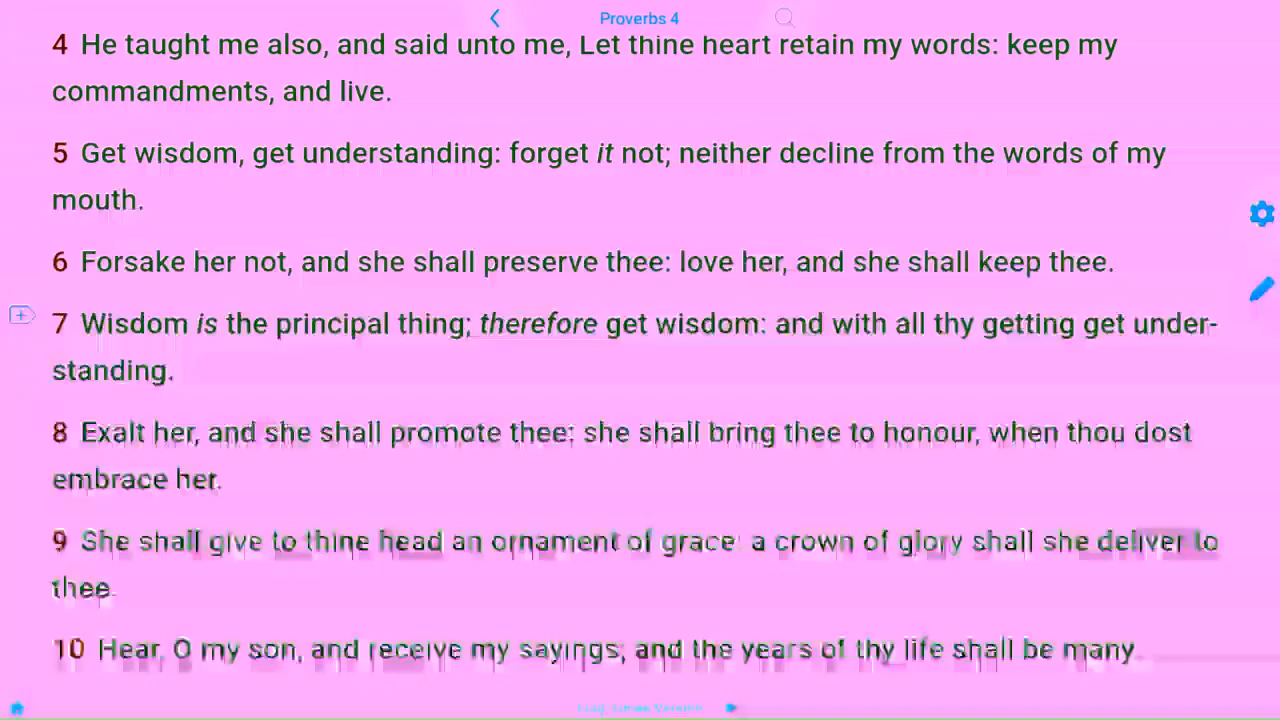 Proverbs 4
4 He taught me also, and said unto me, Let thine heart retain my words: keep my
commandments, and live.
5 Get wisdom, get understanding: forget it not; neither decline from the words of my
mouth.
6 Forsake her not, and she shall preserve thee: love her, and she shall keep thee.
7 Wisdom is the principal thing; therefore get wisdom: and with all thy getting get under-
standing.
8 Exalt her, and she shall promote thee: she shall bring thee to honour, when thou dost
embrace her.
9 She shall give to thine head an ornament of grace: a crown of glory shall she deliver to
thee.
10 Hear, O my son, and receive my sayings; and the years of thy life shall be many.